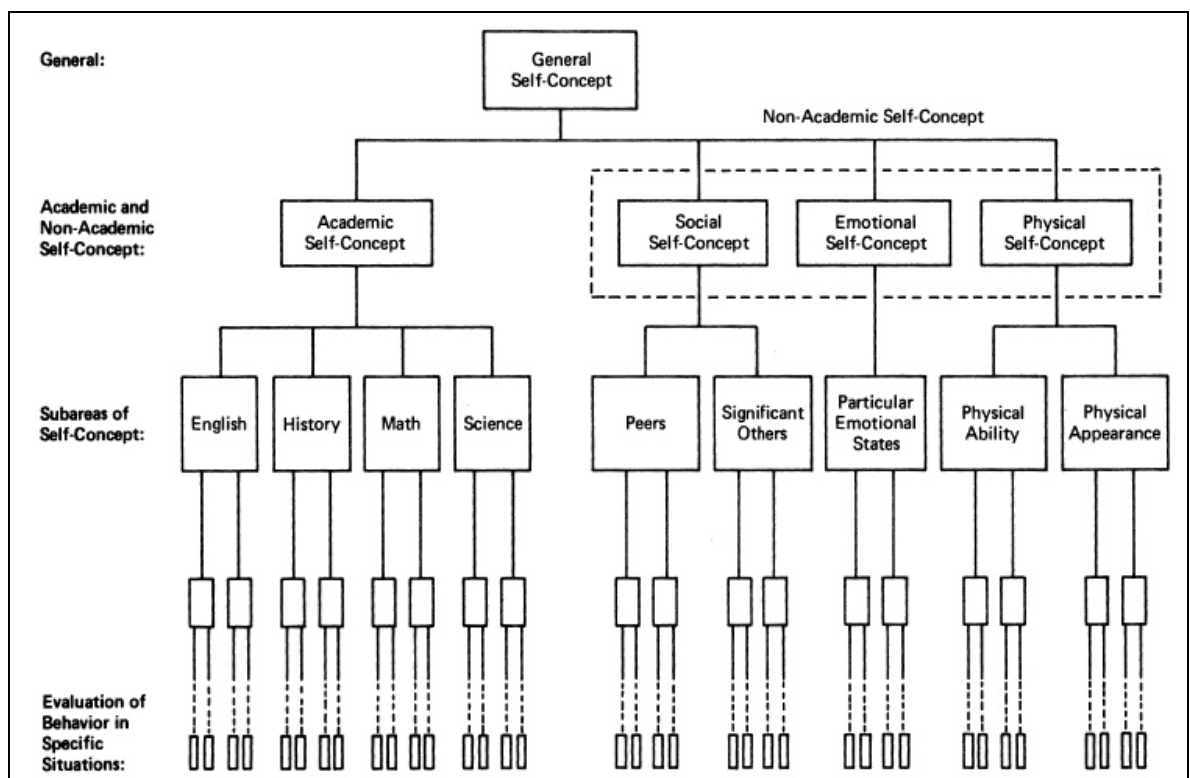 General:
General
Self-Concept
Non-Academic Self-Concept
Academic and
Non-Academic
Self-Concept:
Academic
Self-Concept
Social
Self-Concept
Emotional
Self-Concept
Physical
Self-Concept
Subareas of
Self-Concept:
English
History
Math
Science
Peers
Significant
Others
Particular
Emotional
States
Physical
Ability
Physical
Appearance
Evaluation of
Behavior in
Specific
Situations: